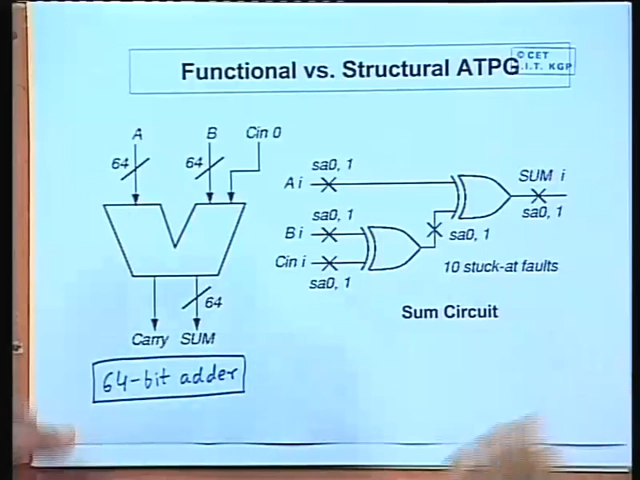 Functional vs. Structural ATPG
© CET
I.I.T. KGP
A
B
Cin 0
64
64
64
Carry
SUM
64-bit adder
sa0, 1
A i
sa0, 1
B i
Cin i
sa0, 1
sa0, 1
SUM i
sa0, 1
10 stuck-at faults
Sum Circuit